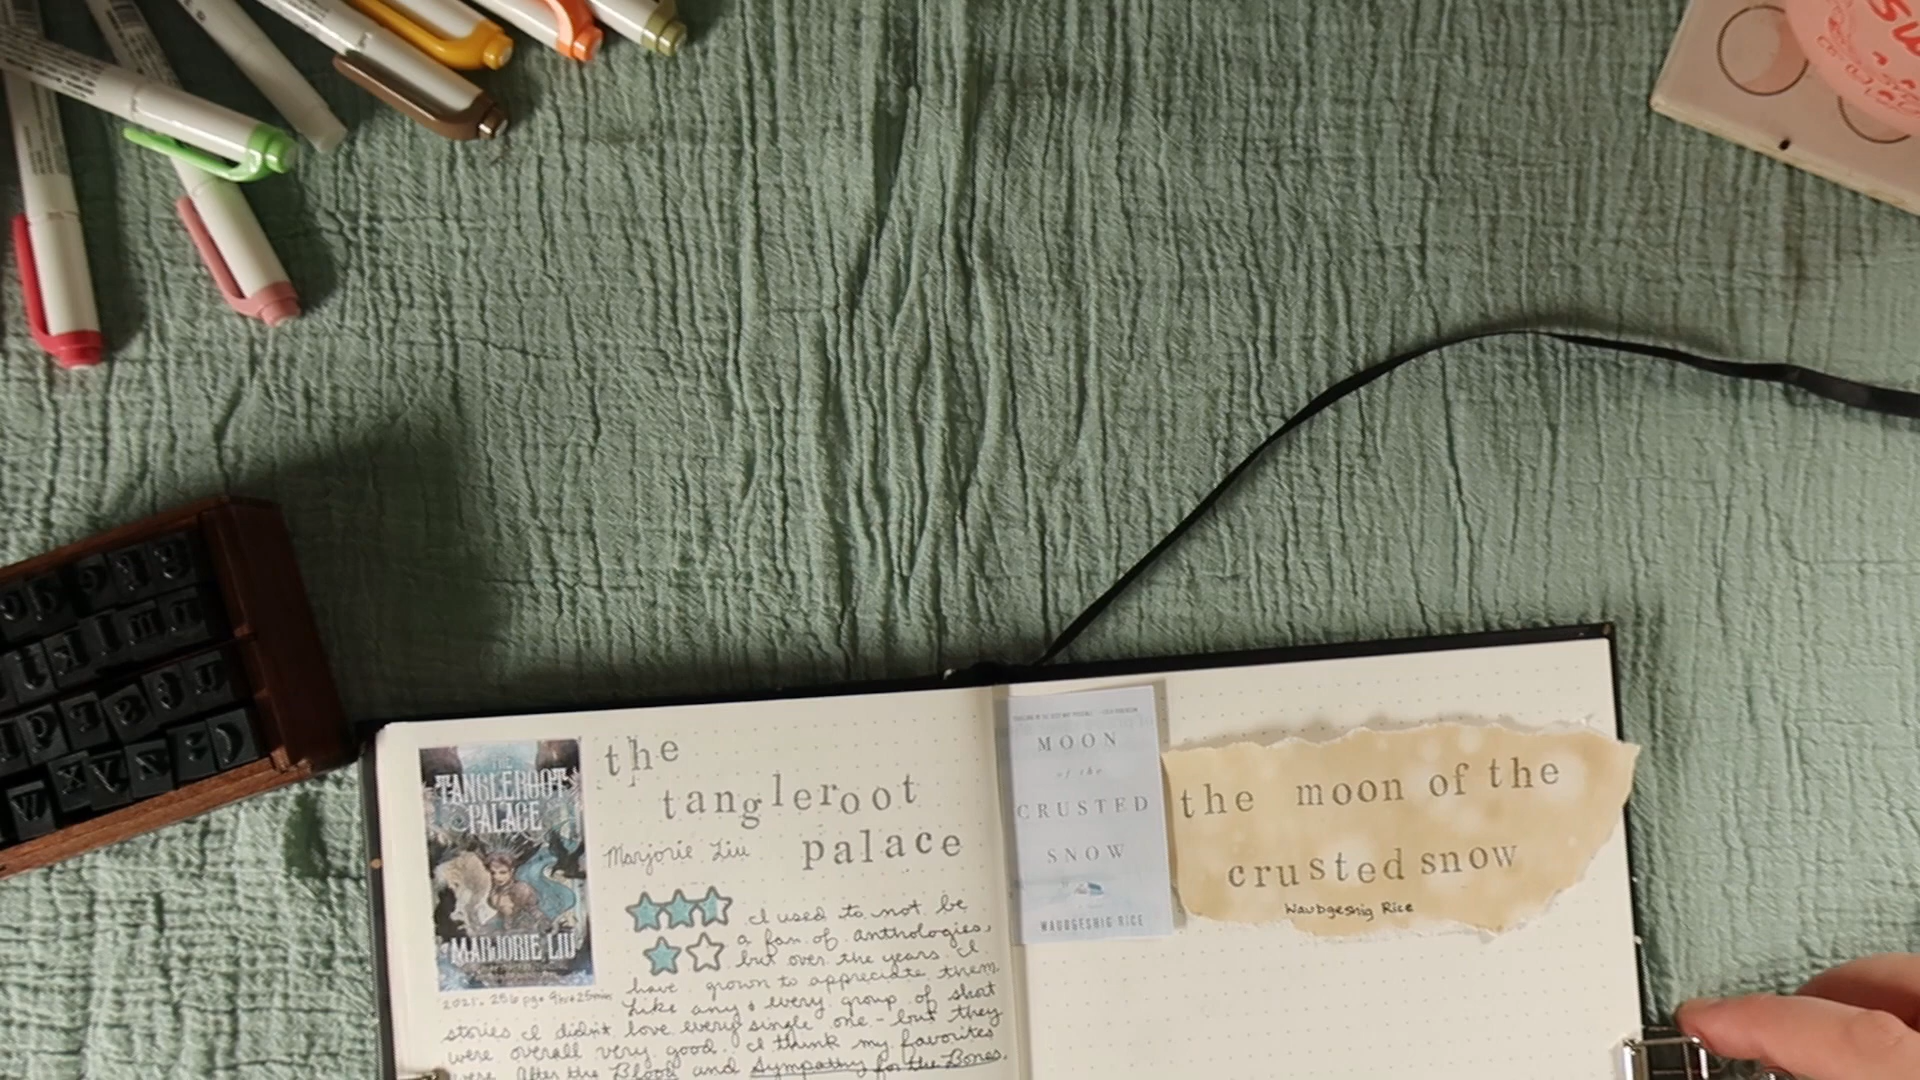 THE
TANGLEROOT
PALACE
MARJORIE LIU
the
tangleroot
palace
Marjorie Liu
I used to not be
a fan of anthologies,
but over the years I
have grown to appreciate them
Like any & every group of short
stories I didn't love every single one - but they
were overall very good. I think my favorites
were After the Blood and Sympathy for the Bones.
2021. 256 pg. 9hr 25min
MOON
of the
CRUSTED
SNOW
WAUBGESHIG RICE
the moon of the
crusted snow
Waubgeshig Rice